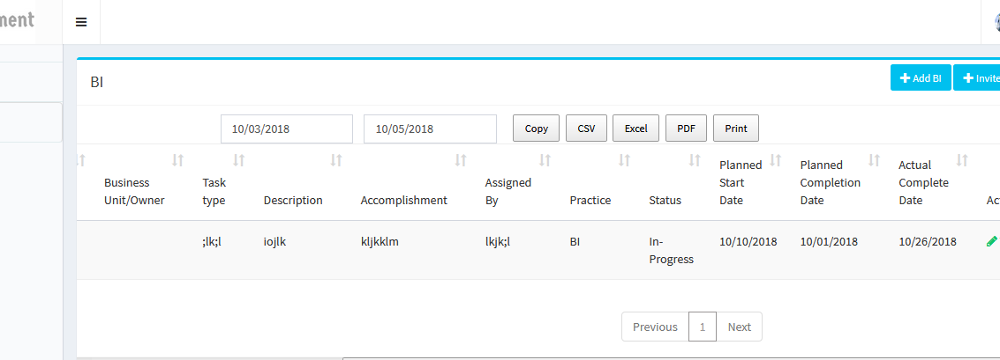 ment
BI
Add BI
Invite
10/03/2018
10/05/2018
Copy
CSV
Excel
PDF
Print
Business
Unit/Owner
Task
type
Description
Accomplishment
Assigned
By
Practice
Status
Planned
Start
Date
Planned
Completion
Date
Actual
Complete
Date
Ac
;lk;l
iojlk
kljkklm
lkjk;l
BI
In-
Progress
10/10/2018
10/01/2018
10/26/2018
Previous
1
Next